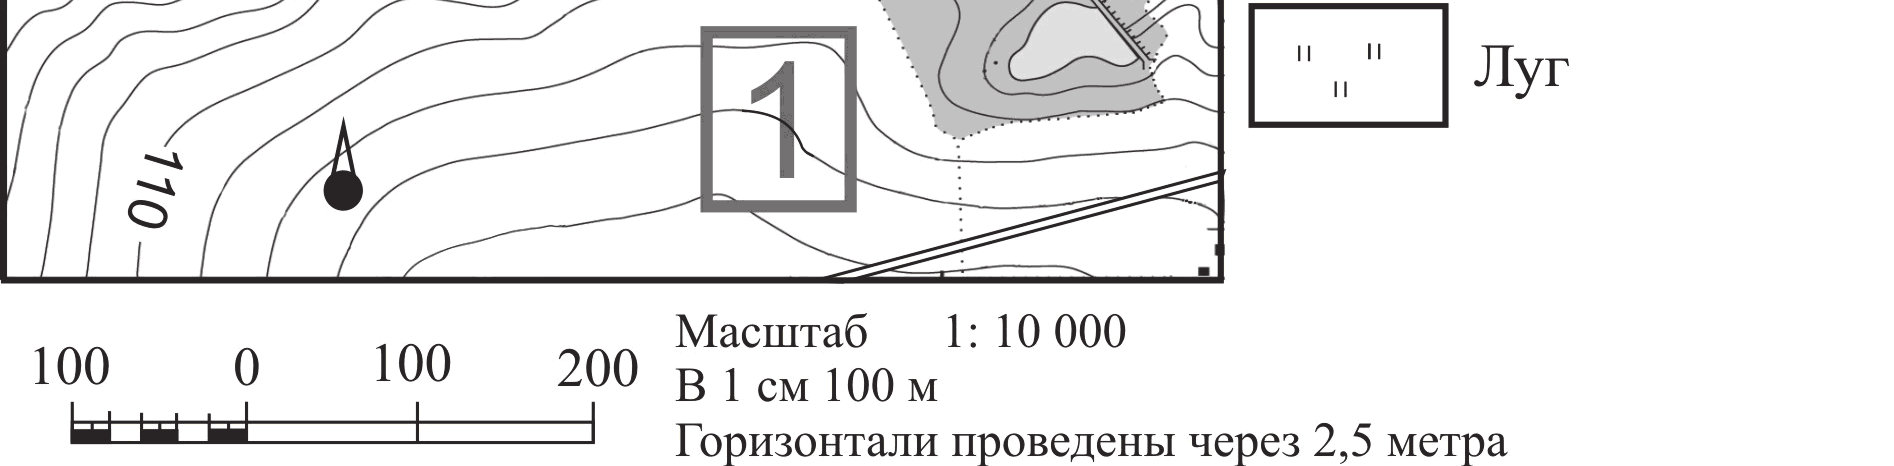 1
Луг
110
100 0 100 200
Масштаб 1: 10 000
В 1 см 100 м
Горизонтали проведены через 2,5 метра